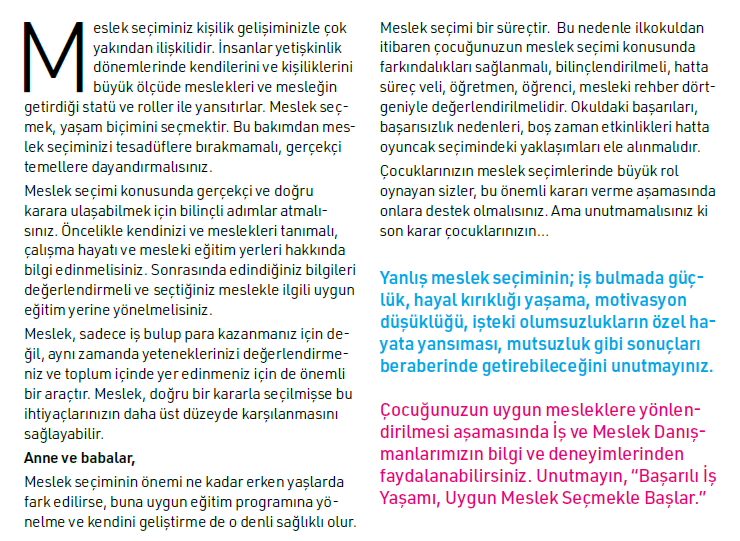 Meslek seçiminiz kişilik gelişiminizle çok
yakından ilişkilidir. İnsanlar yetişkinlik
dönemlerinde kendilerini ve kişiliklerini
büyük ölçüde meslekleri ve mesleğin
getirdiği statü ve roller ile yansıtırlar. Meslek seç-
mek, yaşam biçimini seçmektir. Bu bakımdan mes-
lek seçiminizi tesadüflere bırakmamalı, gerçekçi
temellere dayandırmalısınız.
Meslek seçimi konusunda gerçekçi ve doğru
karara ulaşabilmek için bilinçli adımlar atmalı-
sınız. Öncelikle kendinizi ve meslekleri tanımalı,
çalışma hayatı ve mesleki eğitim yerleri hakkında
bilgi edinmelisiniz. Sonrasında edindiğiniz bilgileri
değerlendirmeli ve seçtiğiniz meslekle ilgili uygun
eğitim yerine yönelmelisiniz.
Meslek, sadece iş bulup para kazanmanız için de-
ğil, aynı zamanda yeteneklerinizi değerlendirme-
niz ve toplum içinde yer edinmeniz için de önemli
bir araçtır. Meslek, doğru bir kararla seçilmişse bu
ihtiyaçlarınızın daha üst düzeyde karşılanmasını
sağlayabilir.
Anne ve babalar,
Meslek seçiminin önemi ne kadar erken yaşlarda
fark edilirse, buna uygun eğitim programına yö-
nelme ve kendini geliştirme de o denli sağlıklı olur.
Meslek seçimi bir süreçtir. Bu nedenle ilkokuldan
itibaren çocuğunuzun meslek seçimi konusunda
farkındalıkları sağlanmalı, bilinçlendirilmeli, hatta
süreç veli, öğretmen, öğrenci, mesleki rehber dört-
geniyle değerlendirilmelidir. Okuldaki başarıları,
başarısızlık nedenleri, boş zaman etkinlikleri hatta
oyuncak seçimindeki yaklaşımları ele alınmalıdır.
Çocuklarınızın meslek seçimlerinde büyük rol
oynayan sizler, bu önemli kararı verme aşamasında
onlara destek olmalısınız. Ama unutmamalısınız ki
son karar çocuklarınızın...
Yanlış meslek seçiminin; iş bulmada güç-
lük, hayal kırıklığı yaşama, motivasyon
düşüklüğü, işteki olumsuzlukların özel ha-
yata yansıması, mutsuzluk gibi sonuçları
beraberinde getirebileceğini unutmayınız.
Çocuğunuzun uygun mesleklere yönlen-
dirilmesi aşamasında İş ve Meslek Danış-
manlarımızın bilgi ve deneyimlerinden
faydalanabilirsiniz. Unutmayın, “Başarılı İş
Yaşamı, Uygun Meslek Seçmekle Başlar.”